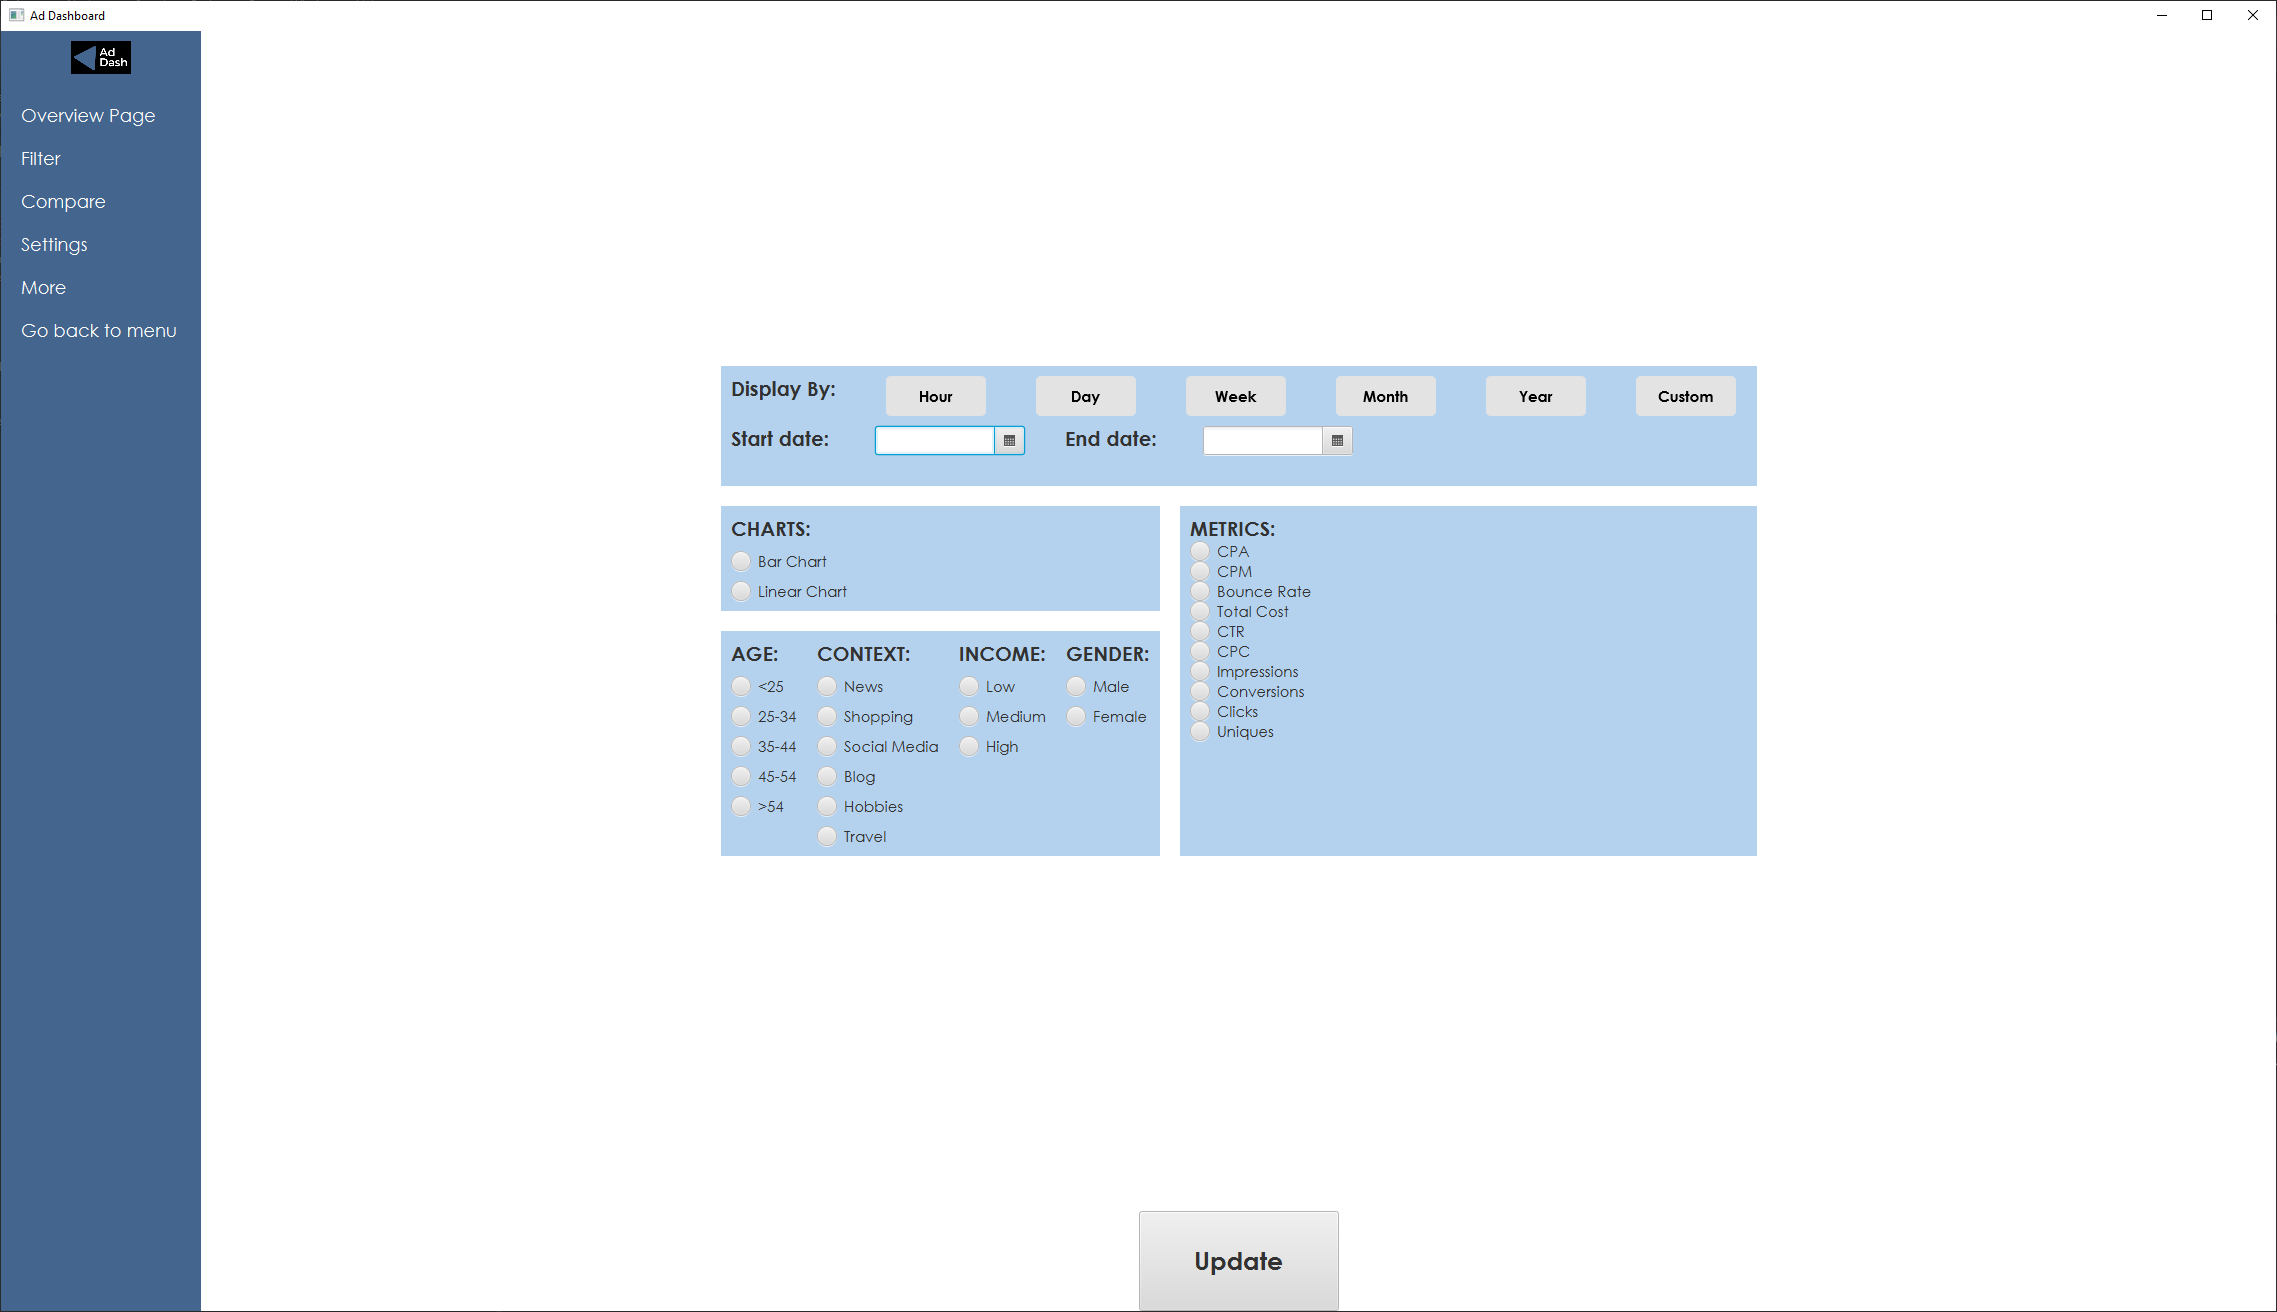 Ad Dashboard
Ad
Dash
Overview Page
Filter
Compare
Settings
More
Go back to menu
Display By:
Hour
Day
Week
Month
Year
Custom
Start date:
End date:
CHARTS:
Bar Chart
Linear Chart
METRICS:
CPA
CPM
Bounce Rate
Total Cost
CTR
CPC
Impressions
Conversions
Clicks
Uniques
AGE:
<25
25-34
35-44
45-54
>54
CONTEXT:
News
Shopping
Social Media
Blog
Hobbies
Travel
INCOME:
Low
Medium
High
GENDER:
Male
Female
Update